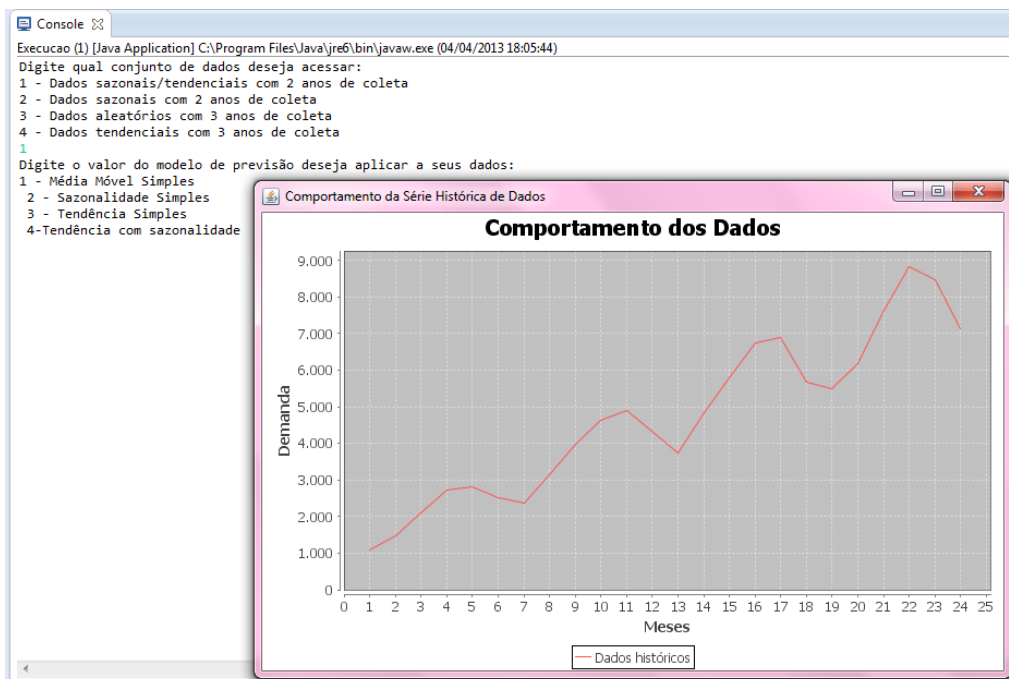 Console
Execucao (1) [Java Application] C:\Program Files\Java\jre6\bin\javaw.exe (04/04/2013 18:05:44)
Digite qual conjunto de dados deseja acessar:
1 - Dados sazonais/tendenciais com 2 anos de coleta
2 - Dados sazonais com 2 anos de coleta
3 - Dados aleatórios com 3 anos de coleta
4 - Dados tendenciais com 3 anos de coleta
1
Digite o valor do modelo de previsão deseja aplicar a seus dados:
1 - Média Móvel Simples
2 - Sazonalidade Simples
3 - Tendência Simples
4-Tendência com sazonalidade
Comportamento da Série Histórica de Dados
Comportamento dos Dados
9.000
8.000
7.000
6.000
5.000
4.000
3.000
2.000
1.000
0
Demanda
0 1 2 3 4 5 6 7 8 9 10 11 12 13 14 15 16 17 18 19 20 21 22 23 24 25
Meses
Dados históricos